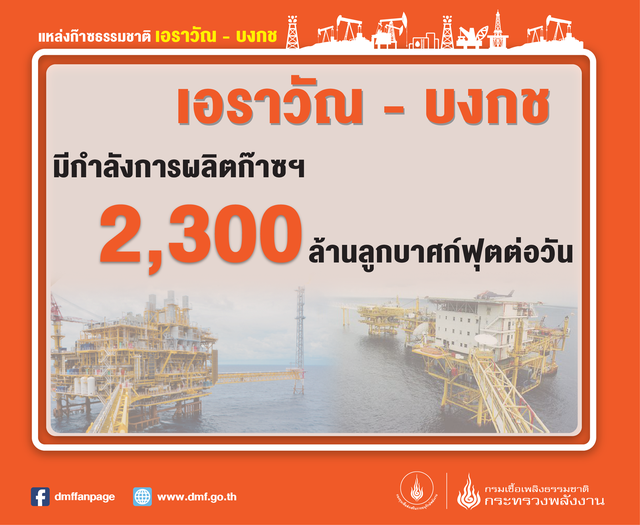 แหล่งก๊าซธรรมชาติ เอราวัณ - บงกช
เอราวัณ - บงกช
มีกำลังการผลิตก๊าซฯ
2,300 ล้านลูกบาศก์ฟุตต่อวัน
dmffanpage
www.dmf.go.th
กรมเชื้อเพลิงธรรมชาติ
กระทรวงพลังงาน